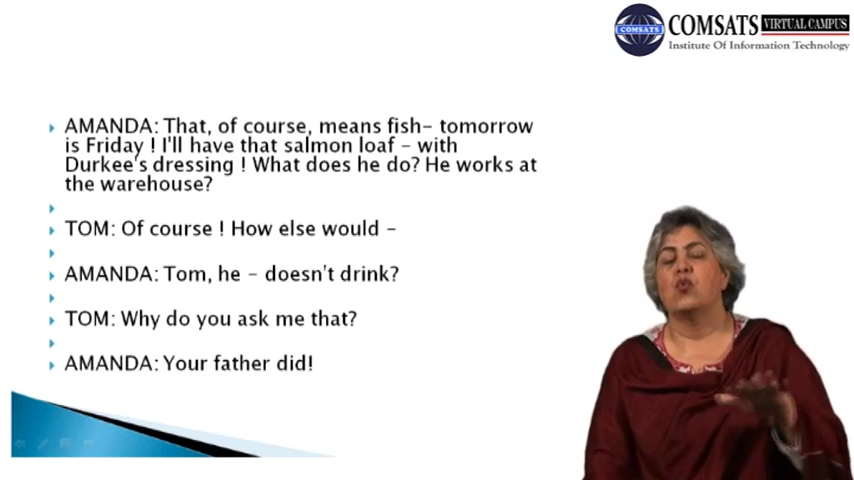 COMSATS VIRTUAL CAMPUS
COMSATS
Institute Of Information Technology
AMANDA: That, of course, means fish- tomorrow
is Friday ! I'll have that salmon loaf - with
Durkee's dressing ! What does he do? He works at
the warehouse?
TOM: Of course ! How else would -
AMANDA: Tom, he - doesn't drink?
TOM: Why do you ask me that?
AMANDA: Your father did!